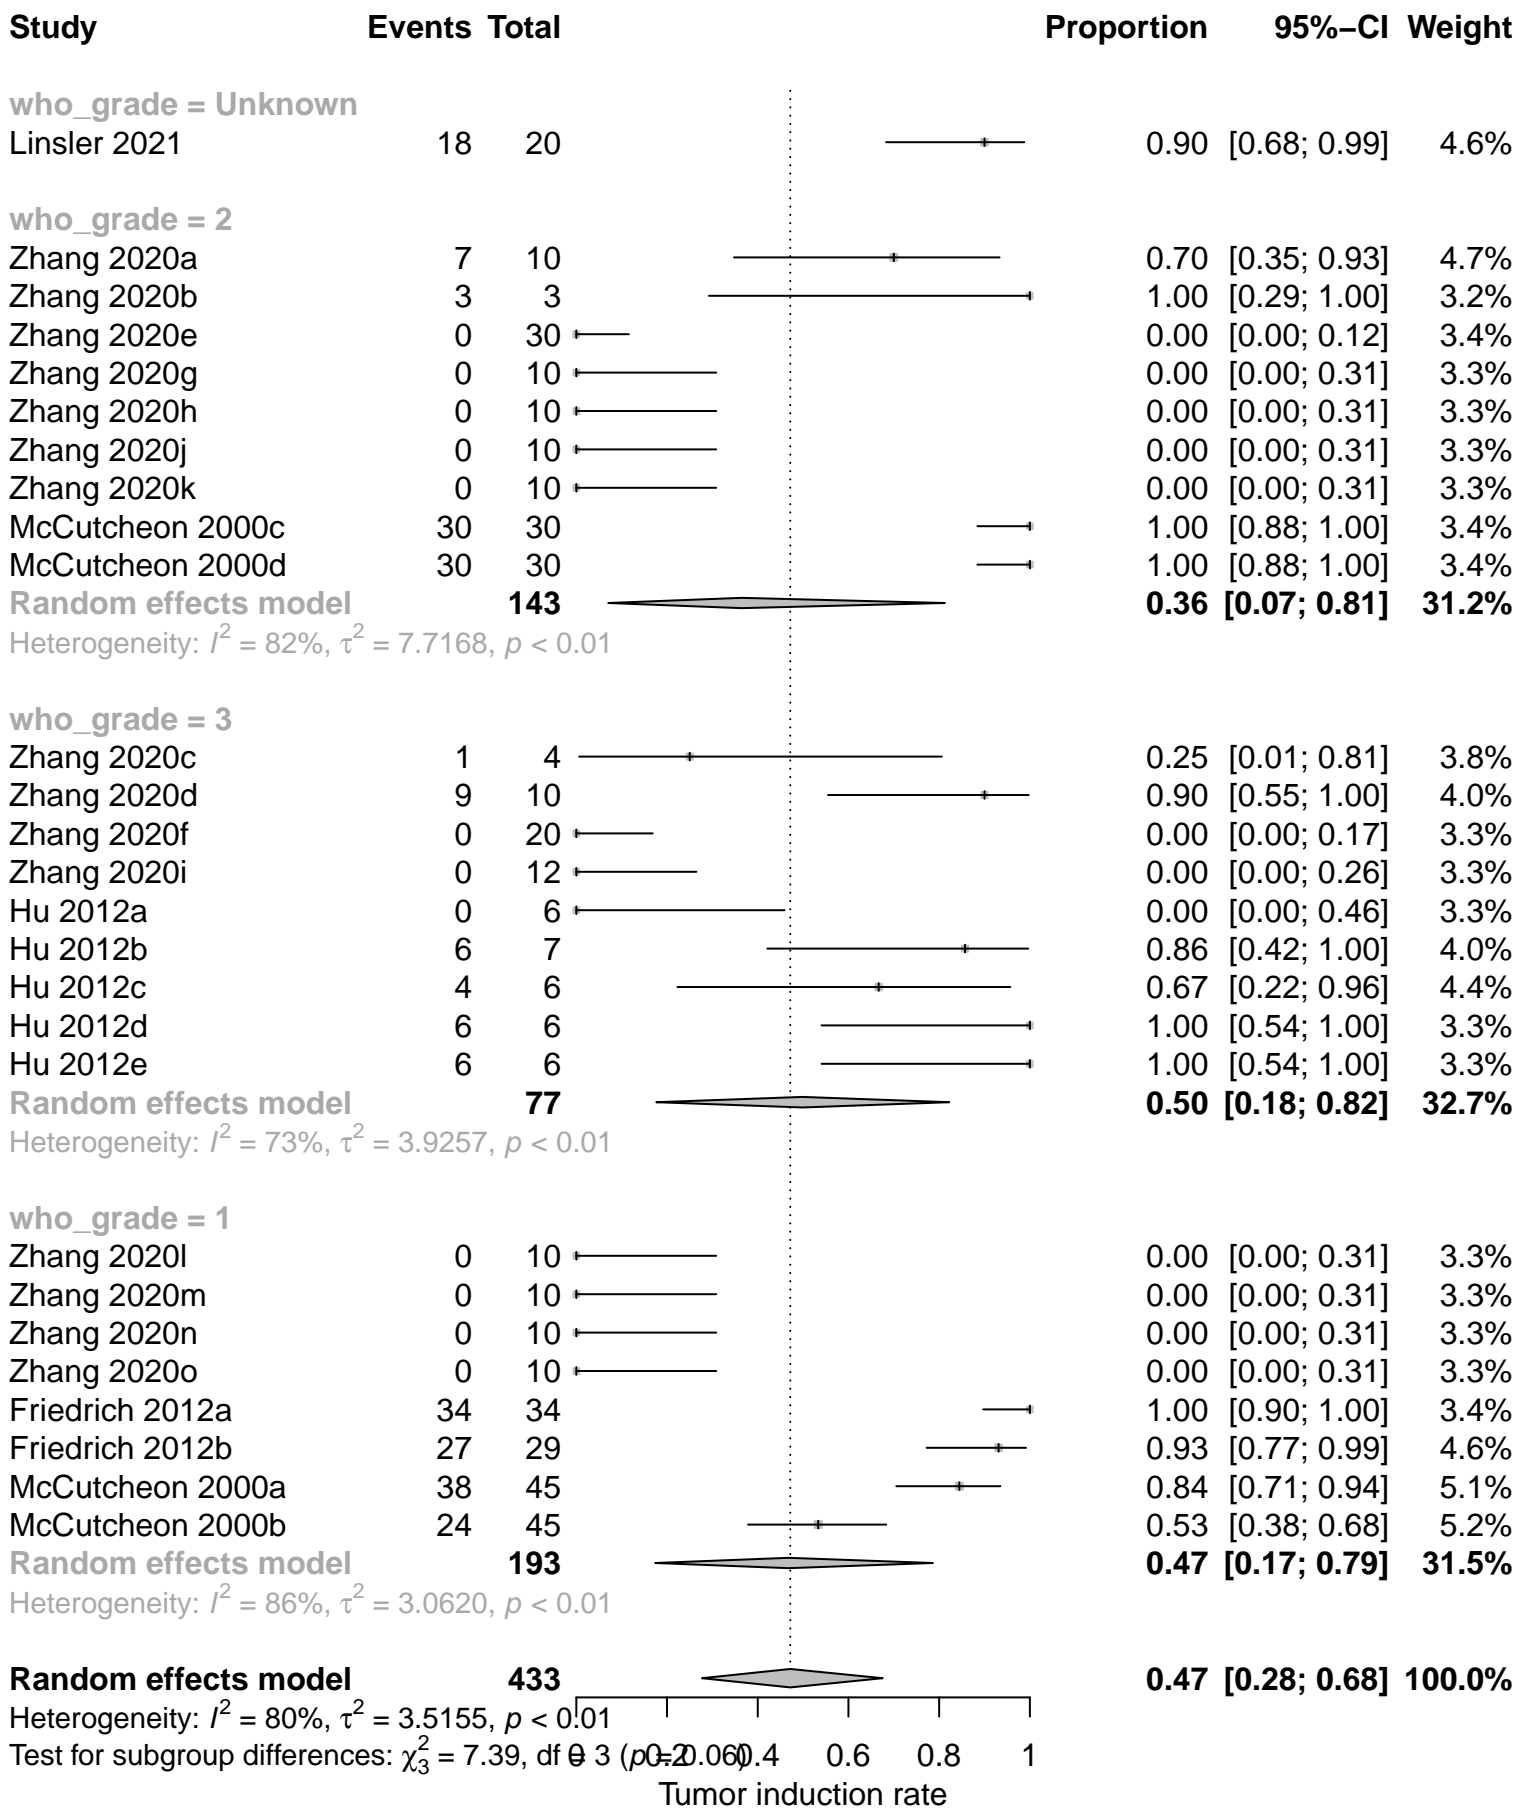 Study Events Total Proportion 95%−CI Weight
who_grade = Unknown
Linsler 2021 18 20 0.90 [0.68; 0.99] 4.6%
who_grade = 2
Zhang 2020a 7 10 0.70 [0.35; 0.93] 4.7%
Zhang 2020b 3 3 1.00 [0.29; 1.00] 3.2%
Zhang 2020e 0 30 0.00 [0.00; 0.12] 3.4%
Zhang 2020g 0 10 0.00 [0.00; 0.31] 3.3%
Zhang 2020h 0 10 0.00 [0.00; 0.31] 3.3%
Zhang 2020j 0 10 0.00 [0.00; 0.31] 3.3%
Zhang 2020k 0 10 0.00 [0.00; 0.31] 3.3%
McCutcheon 2000c 30 30 1.00 [0.88; 1.00] 3.4%
McCutcheon 2000d 30 30 1.00 [0.88; 1.00] 3.4%
Random effects model 143 0.36 [0.07; 0.81] 31.2%
Heterogeneity: I² = 82%, τ² = 7.7168, p < 0.01
who_grade = 3
Zhang 2020c 1 4 0.25 [0.01; 0.81] 3.8%
Zhang 2020d 9 10 0.90 [0.55; 1.00] 4.0%
Zhang 2020f 0 20 0.00 [0.00; 0.17] 3.3%
Zhang 2020i 0 12 0.00 [0.00; 0.26] 3.3%
Hu 2012a 0 6 0.00 [0.00; 0.46] 3.3%
Hu 2012b 6 7 0.86 [0.42; 1.00] 4.0%
Hu 2012c 4 6 0.67 [0.22; 0.96] 4.4%
Hu 2012d 6 6 1.00 [0.54; 1.00] 3.3%
Hu 2012e 6 6 1.00 [0.54; 1.00] 3.3%
Random effects model 77 0.50 [0.18; 0.82] 32.7%
Heterogeneity: I² = 73%, τ² = 3.9257, p < 0.01
who_grade = 1
Zhang 2020l 0 10 0.00 [0.00; 0.31] 3.3%
Zhang 2020m 0 10 0.00 [0.00; 0.31] 3.3%
Zhang 2020n 0 10 0.00 [0.00; 0.31] 3.3%
Zhang 2020o 0 10 0.00 [0.00; 0.31] 3.3%
Friedrich 2012a 34 34 1.00 [0.90; 1.00] 3.4%
Friedrich 2012b 27 29 0.93 [0.77; 0.99] 4.6%
McCutcheon 2000a 38 45 0.84 [0.71; 0.94] 5.1%
McCutcheon 2000b 24 45 0.53 [0.38; 0.68] 5.2%
Random effects model 193 0.47 [0.17; 0.79] 31.5%
Heterogeneity: I² = 86%, τ² = 3.0620, p < 0.01
Random effects model 433 0.47 [0.28; 0.68] 100.0%
Heterogeneity: I² = 80%, τ² = 3.5155, p < 0.01
Test for subgroup differences: χ²₃ = 7.39, df = 3 (p = 0.06)
0 0.2 0.4 0.6 0.8 1
Tumor induction rate